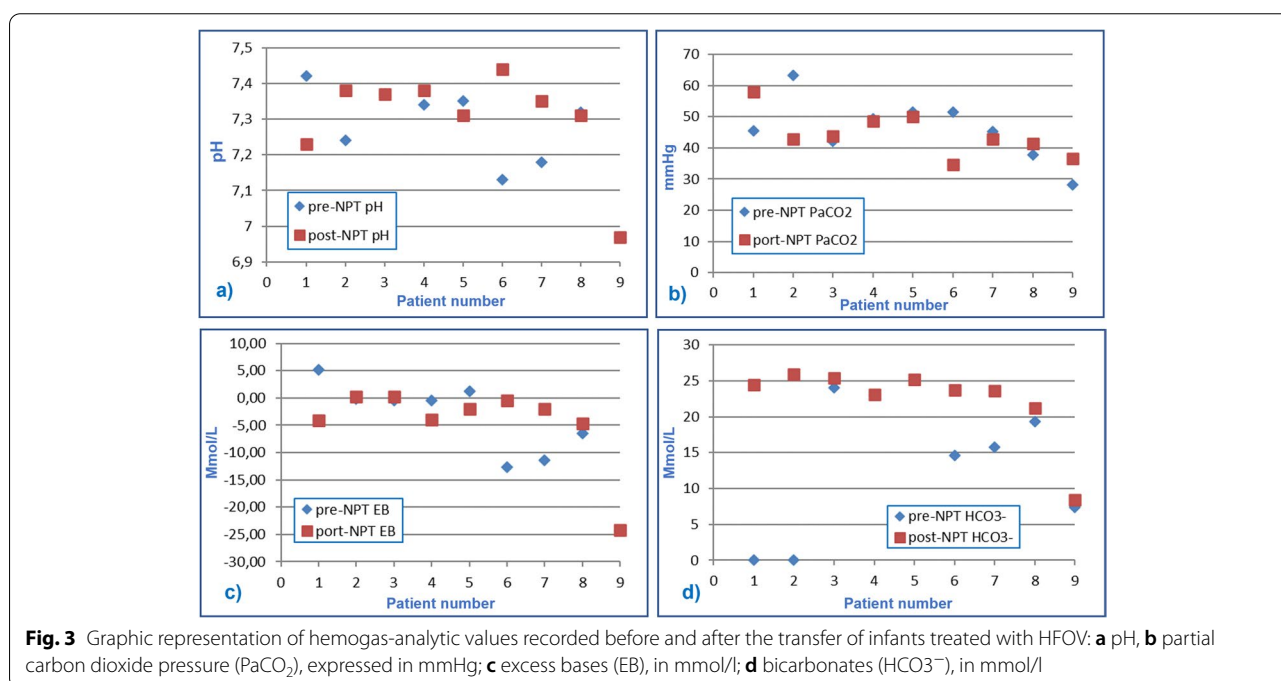 7,5
7,4
7,3
7,2
7,1
7
6,9
pH
pre-NPT pH
post-NPT pH
0 1 2 3 4 5 6 7 8 9
a)
Patient number
70
60
50
40
30
20
10
0
mmHg
pre-NPT PaCO2
port-NPT PaCO2
0 1 2 3 4 5 6 7 8 9
b)
Patient number
10,00
5,00
0,00
-5,00
-10,00
-15,00
-20,00
-25,00
-30,00
Mmol/L
pre-NPT EB
port-NPT EB
0 1 2 3 4 5 6 7 8 9
c)
Patient number
30
25
20
15
10
5
0
Mmol/L
pre-NPT HCO3-
post-NPT HCO3-
0 1 2 3 4 5 6 7 8 9
d)
Patient number
Fig. 3 Graphic representation of hemogas-analytic values recorded before and after the transfer of infants treated with HFOV: a pH, b partial
carbon dioxide pressure (PaCO₂), expressed in mmHg; c excess bases (EB), in mmol/l; d bicarbonates (HCO3⁻), in mmol/l